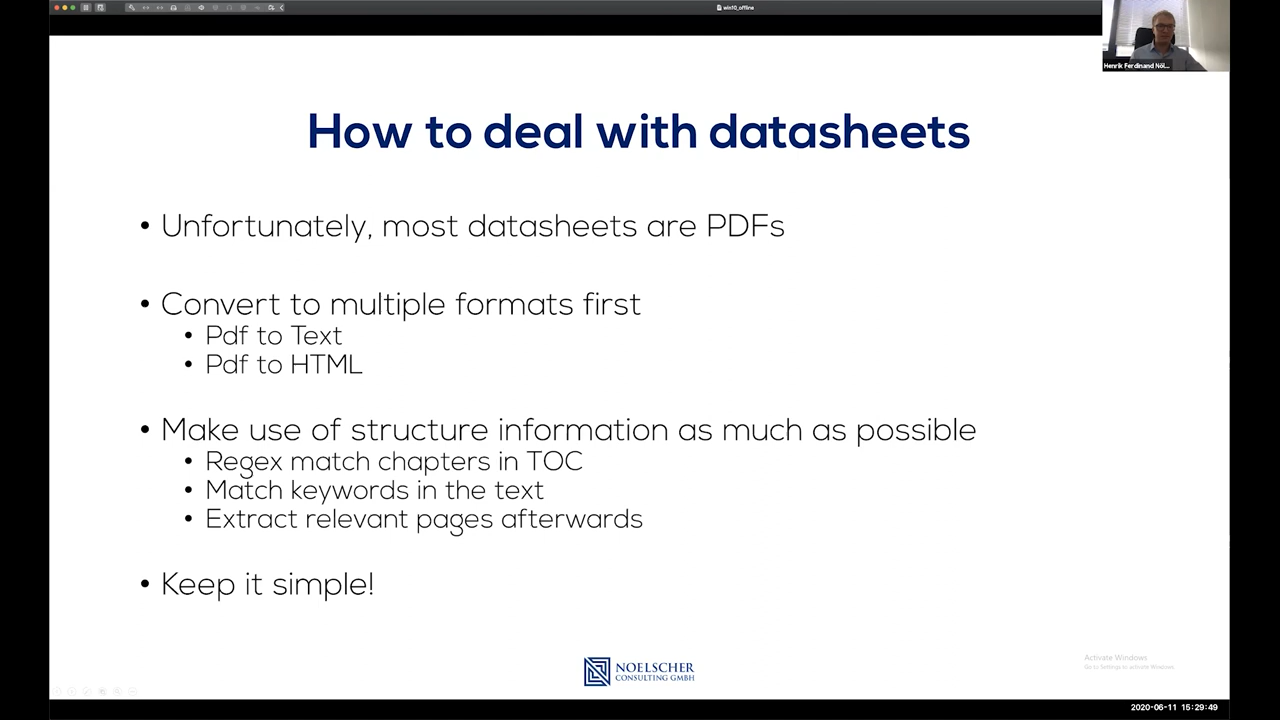 win10_offline
Henrik Ferdinand Nöl...
How to deal with datasheets
• Unfortunately, most datasheets are PDFs
• Convert to multiple formats first
• Pdf to Text
• Pdf to HTML
• Make use of structure information as much as possible
• Regex match chapters in TOC
• Match keywords in the text
• Extract relevant pages afterwards
• Keep it simple!
NOELSCHER
CONSULTING GMBH
Activate Windows
Go to Settings to activate Windows.
2020-06-11 15:29:49